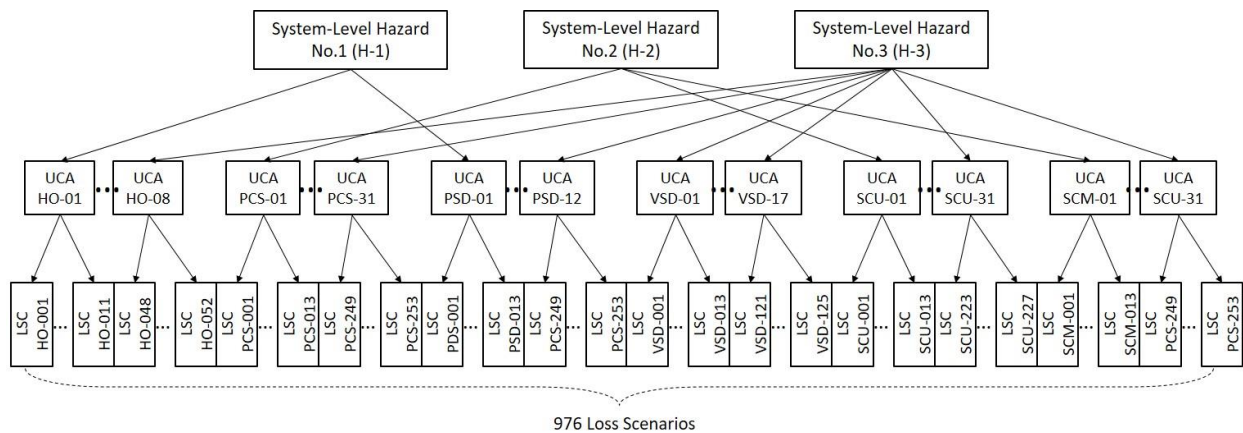 System-Level Hazard
No.1 (H-1)
System-Level Hazard
No.2 (H-2)
System-Level Hazard
No.3 (H-3)
UCA
HO-01
UCA
HO-08
UCA
PCS-01
UCA
PCS-31
UCA
PSD-01
UCA
PSD-12
UCA
VSD-01
UCA
VSD-17
UCA
SCU-01
UCA
SCU-31
UCA
SCM-01
UCA
SCU-31
LSC
HO-001
LSC
HO-011
LSC
HO-048
LSC
HO-052
LSC
PCS-001
LSC
PCS-013
LSC
PCS-249
LSC
PCS-253
LSC
PDS-001
LSC
PSD-013
LSC
PCS-249
LSC
PCS-253
LSC
VSD-001
LSC
VSD-013
LSC
VSD-121
LSC
VSD-125
LSC
SCU-001
LSC
SCU-013
LSC
SCU-223
LSC
SCU-227
LSC
SCM-001
LSC
SCM-013
LSC
PCS-249
LSC
PCS-253
976 Loss Scenarios